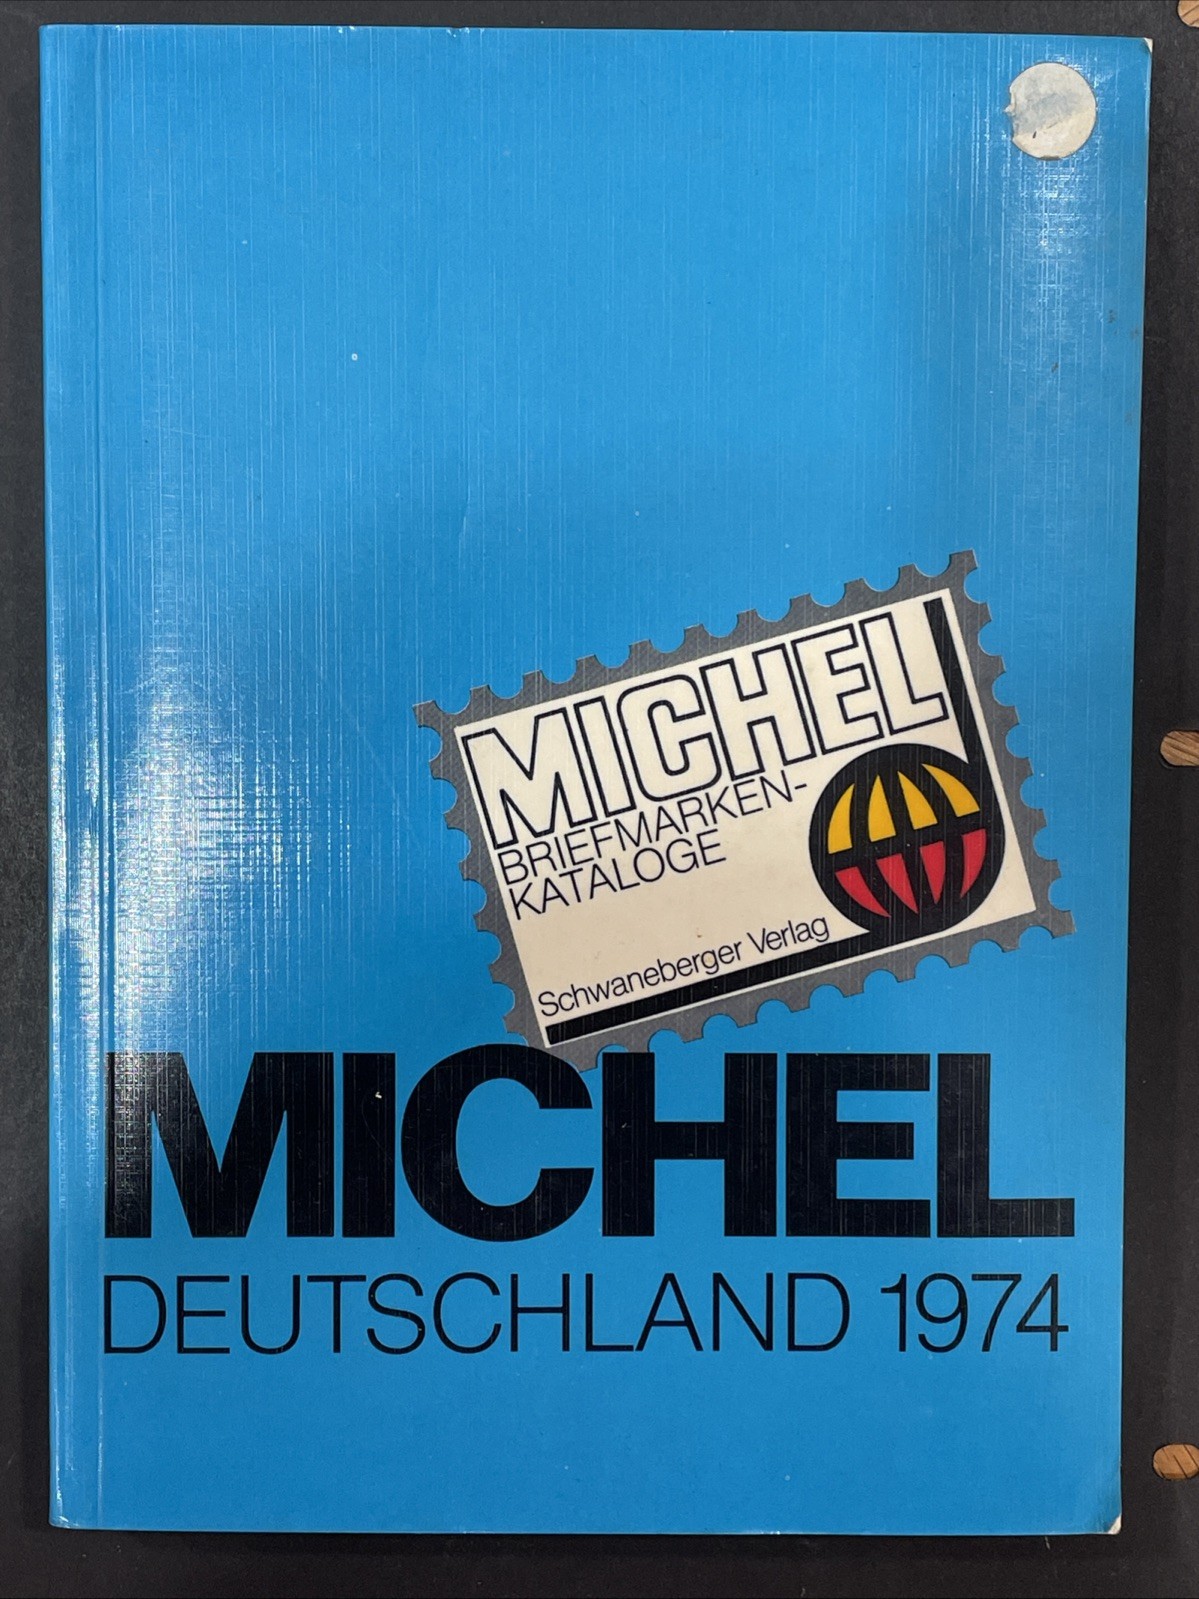 MICHEL
BRIEFMARKEN-
KATALOGE
Schwaneberger Verlag
MICHEL
DEUTSCHLAND 1974